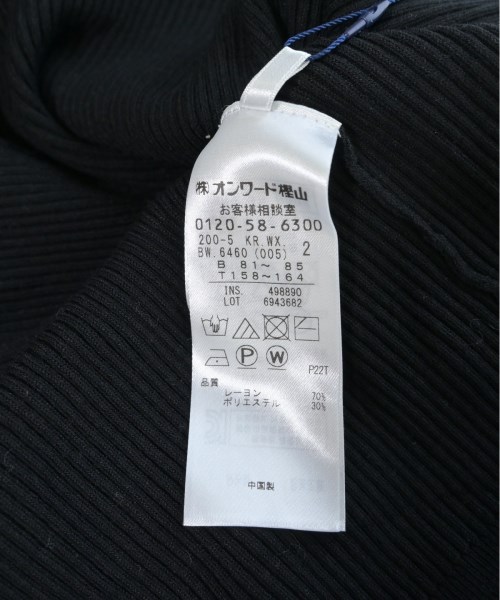 ㈱オンワード樫山
お客様相談室
0120-58-6300
200-5 KR.WX. 2
BW.6460 (005)
B 81～ 85
T158～164
INS. 498890
LOT 6943682
P W
P22T
品質
レーヨン 70%
ポリエステル 30%
中国製